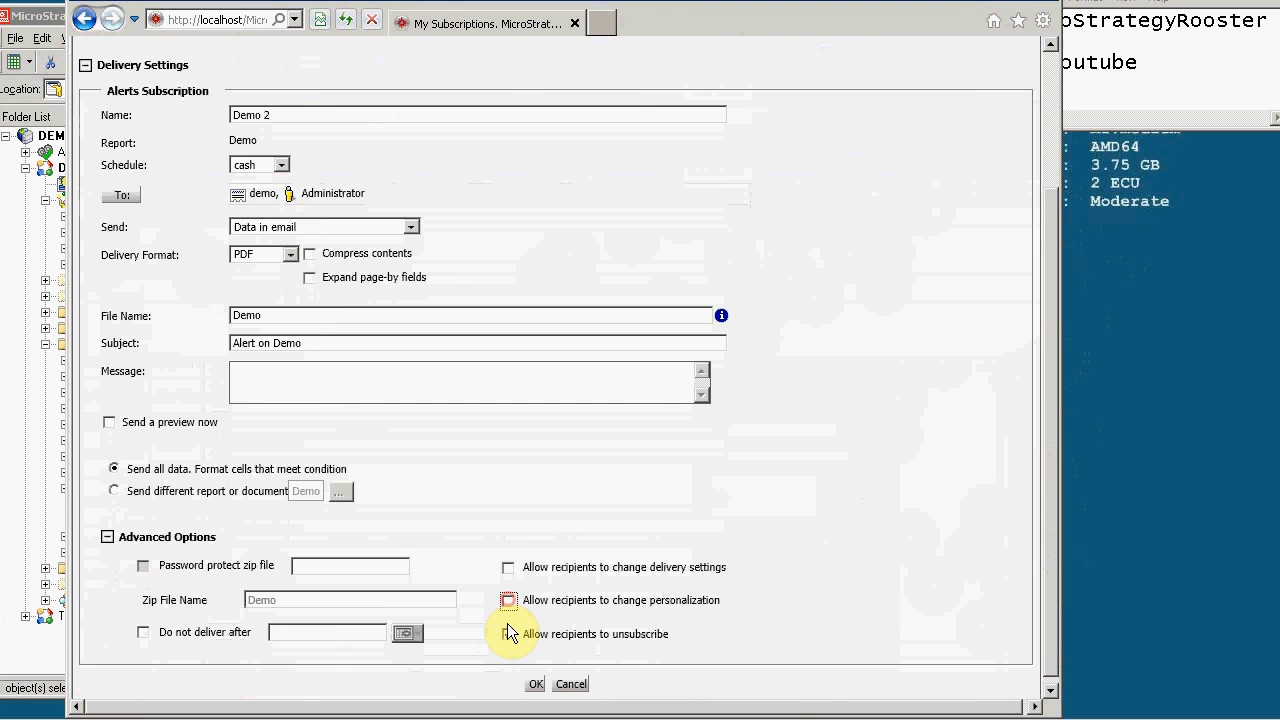 MicroStra
File Edit
Location:
Folder List
DEM
object(s) sele
http://localhost/Micr
My Subscriptions. MicroStrat...
Delivery Settings
Alerts Subscription
Name: Demo 2
Report: Demo
Schedule: cash
To: demo, Administrator
Send: Data in email
Delivery Format: PDF Compress contents
Expand page-by fields
File Name: Demo
Subject: Alert on Demo
Message:
Send a preview now
Send all data. Format cells that meet condition
Send different report or document Demo ...
Advanced Options
Password protect zip file Allow recipients to change delivery settings
Zip File Name Demo Allow recipients to change personalization
Do not deliver after Allow recipients to unsubscribe
OK Cancel
oStrategyRooster
outube
: AMD64
: 3.75 GB
: 2 ECU
: Moderate